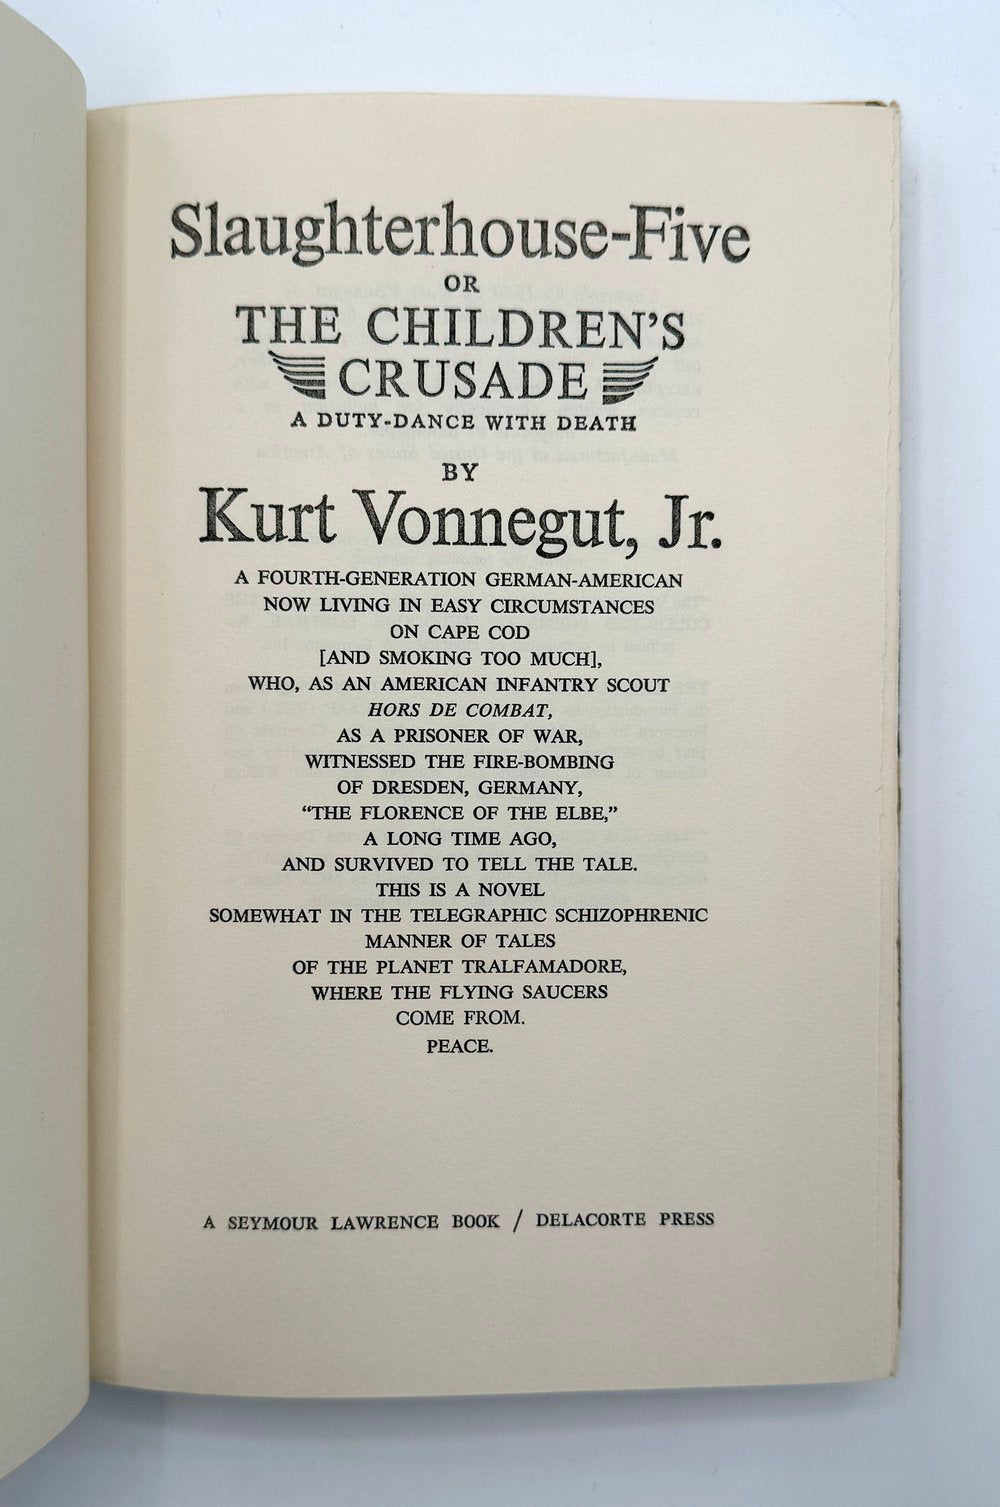 Slaughterhouse-Five
OR
THE CHILDREN'S
CRUSADE
A DUTY-DANCE WITH DEATH
BY
Kurt Vonnegut, Jr.
A FOURTH-GENERATION GERMAN-AMERICAN
NOW LIVING IN EASY CIRCUMSTANCES
ON CAPE COD
[AND SMOKING TOO MUCH],
WHO, AS AN AMERICAN INFANTRY SCOUT
HORS DE COMBAT,
AS A PRISONER OF WAR,
WITNESSED THE FIRE-BOMBING
OF DRESDEN, GERMANY,
“THE FLORENCE OF THE ELBE,”
A LONG TIME AGO,
AND SURVIVED TO TELL THE TALE.
THIS IS A NOVEL
SOMEWHAT IN THE TELEGRAPHIC SCHIZOPHRENIC
MANNER OF TALES
OF THE PLANET TRALFAMADORE,
WHERE THE FLYING SAUCERS
COME FROM.
PEACE.
A SEYMOUR LAWRENCE BOOK / DELACORTE PRESS